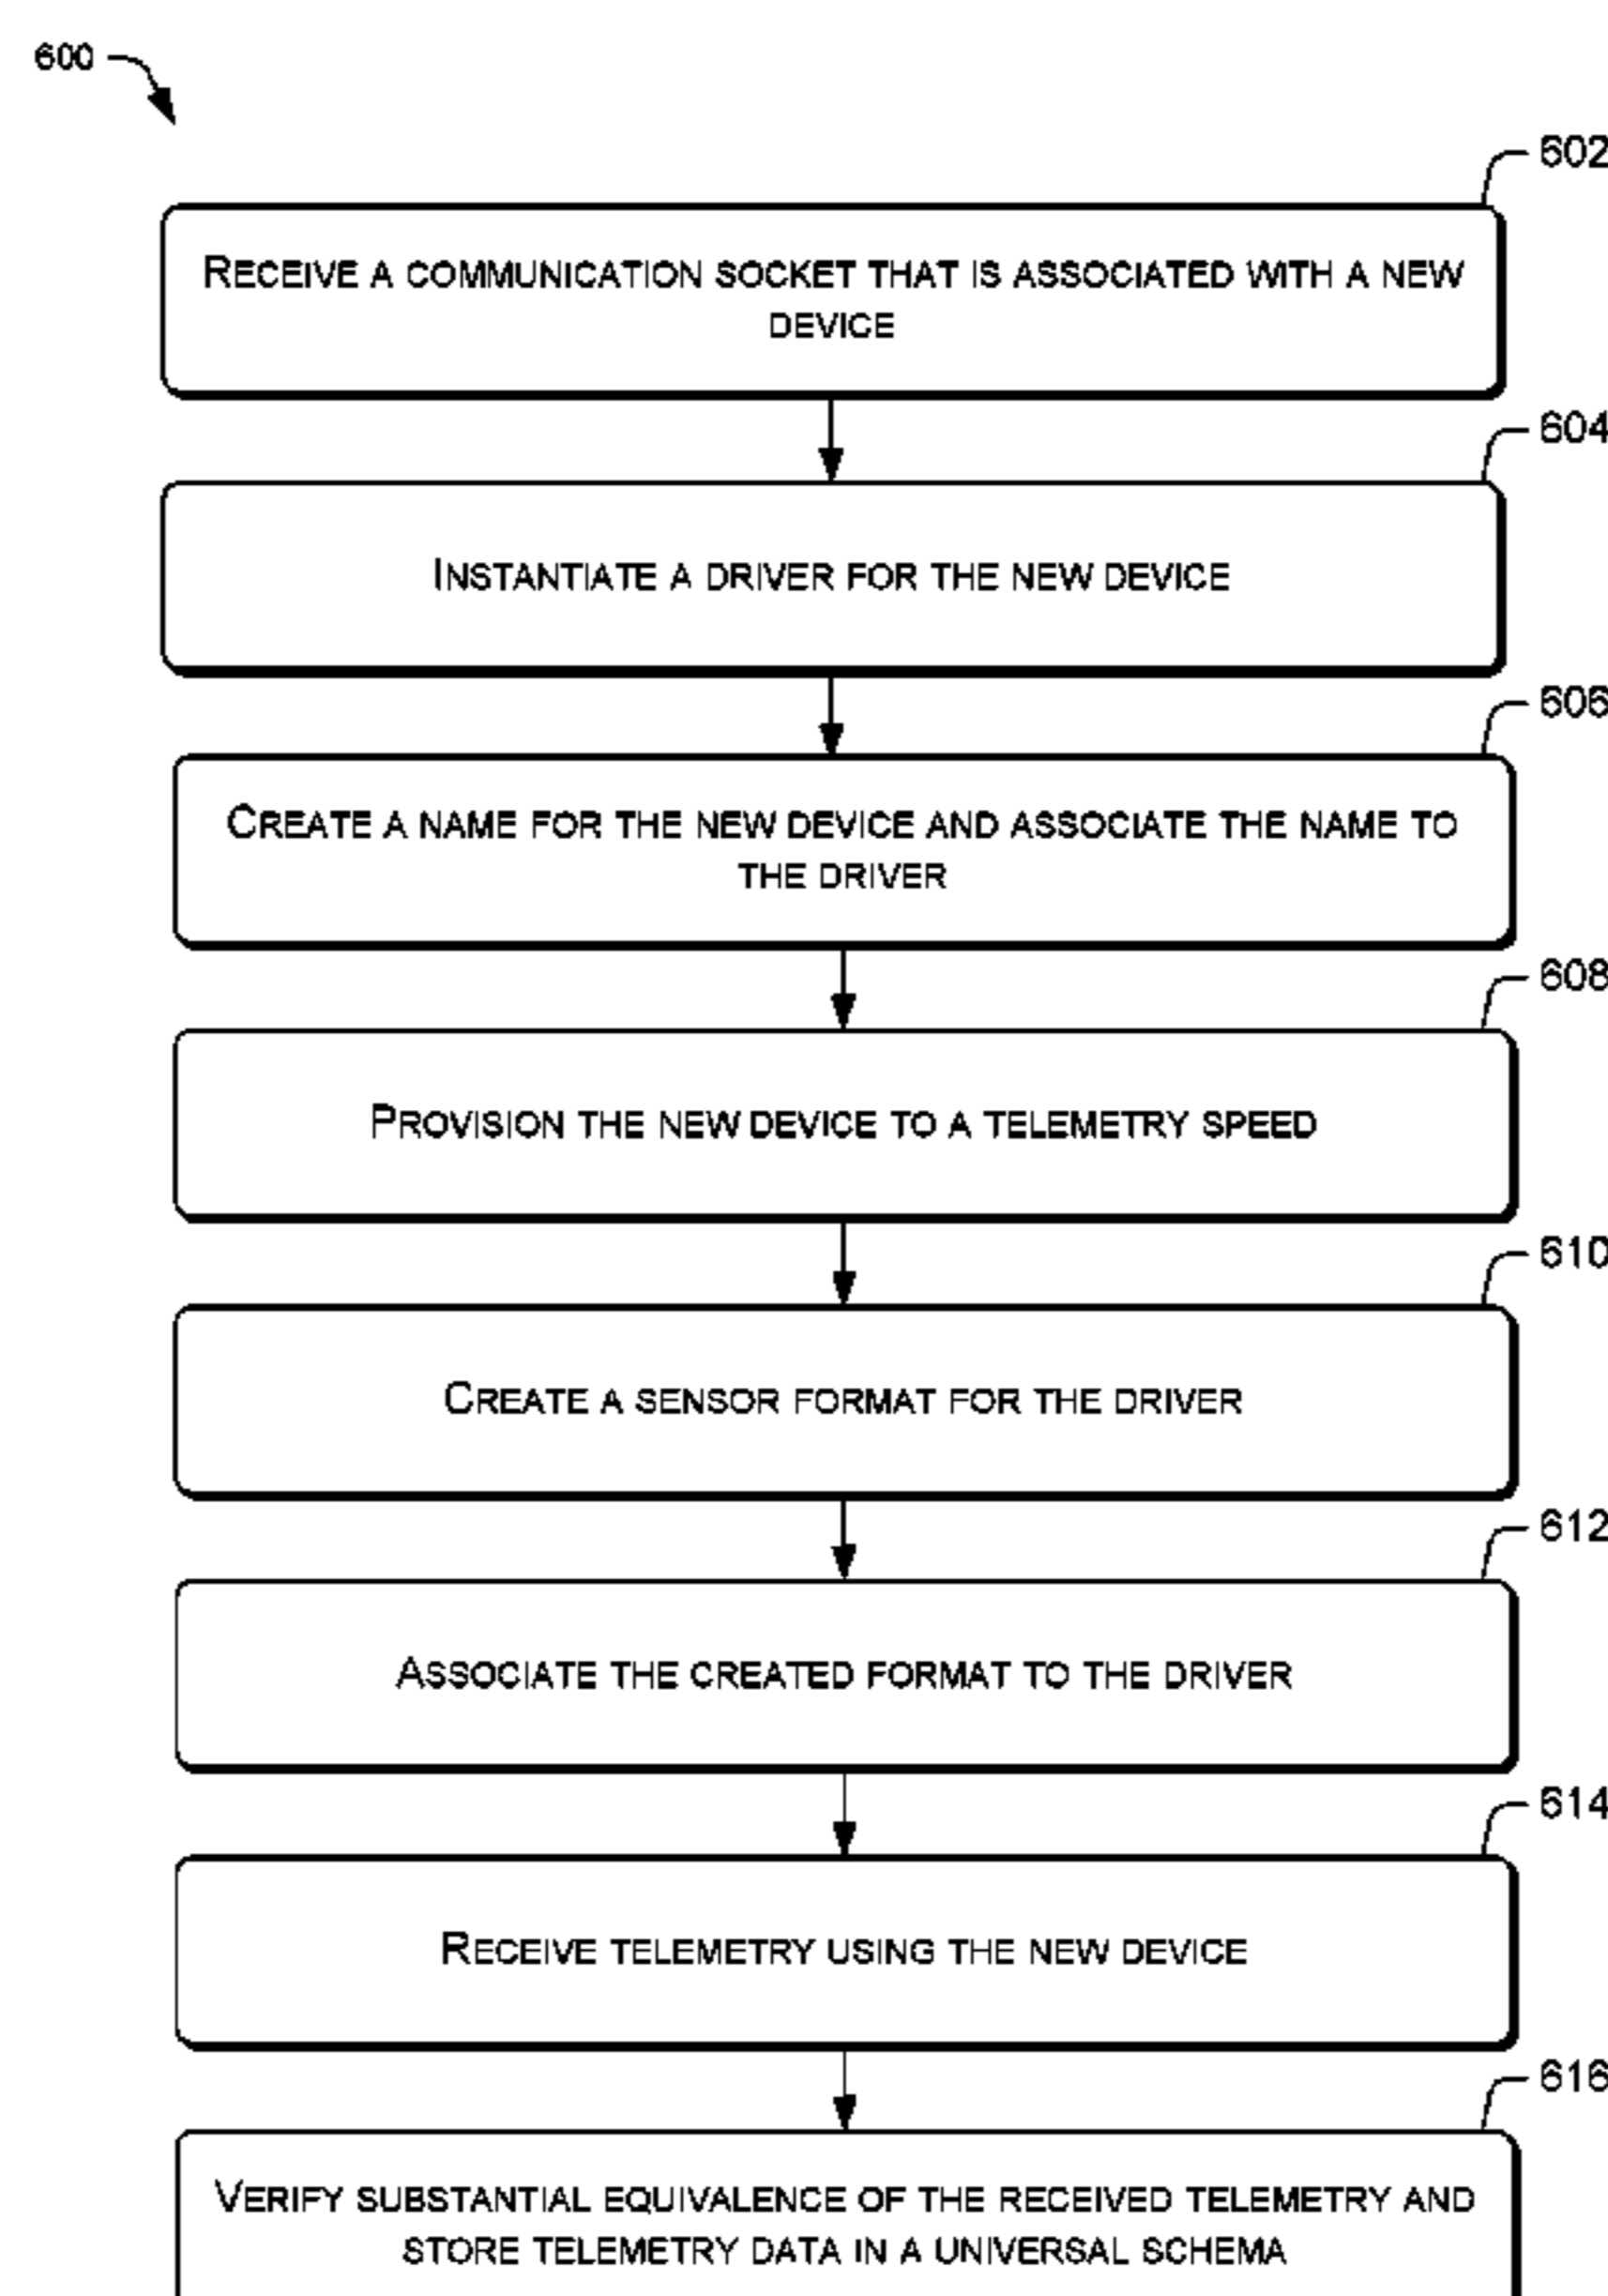 600
602
RECEIVE A COMMUNICATION SOCKET THAT IS ASSOCIATED WITH A NEW
DEVICE
604
INSTANTIATE A DRIVER FOR THE NEW DEVICE
606
CREATE A NAME FOR THE NEW DEVICE AND ASSOCIATE THE NAME TO
THE DRIVER
608
PROVISION THE NEW DEVICE TO A TELEMETRY SPEED
610
CREATE A SENSOR FORMAT FOR THE DRIVER
612
ASSOCIATE THE CREATED FORMAT TO THE DRIVER
614
RECEIVE TELEMETRY USING THE NEW DEVICE
616
VERIFY SUBSTANTIAL EQUIVALENCE OF THE RECEIVED TELEMETRY AND
STORE TELEMETRY DATA IN A UNIVERSAL SCHEMA